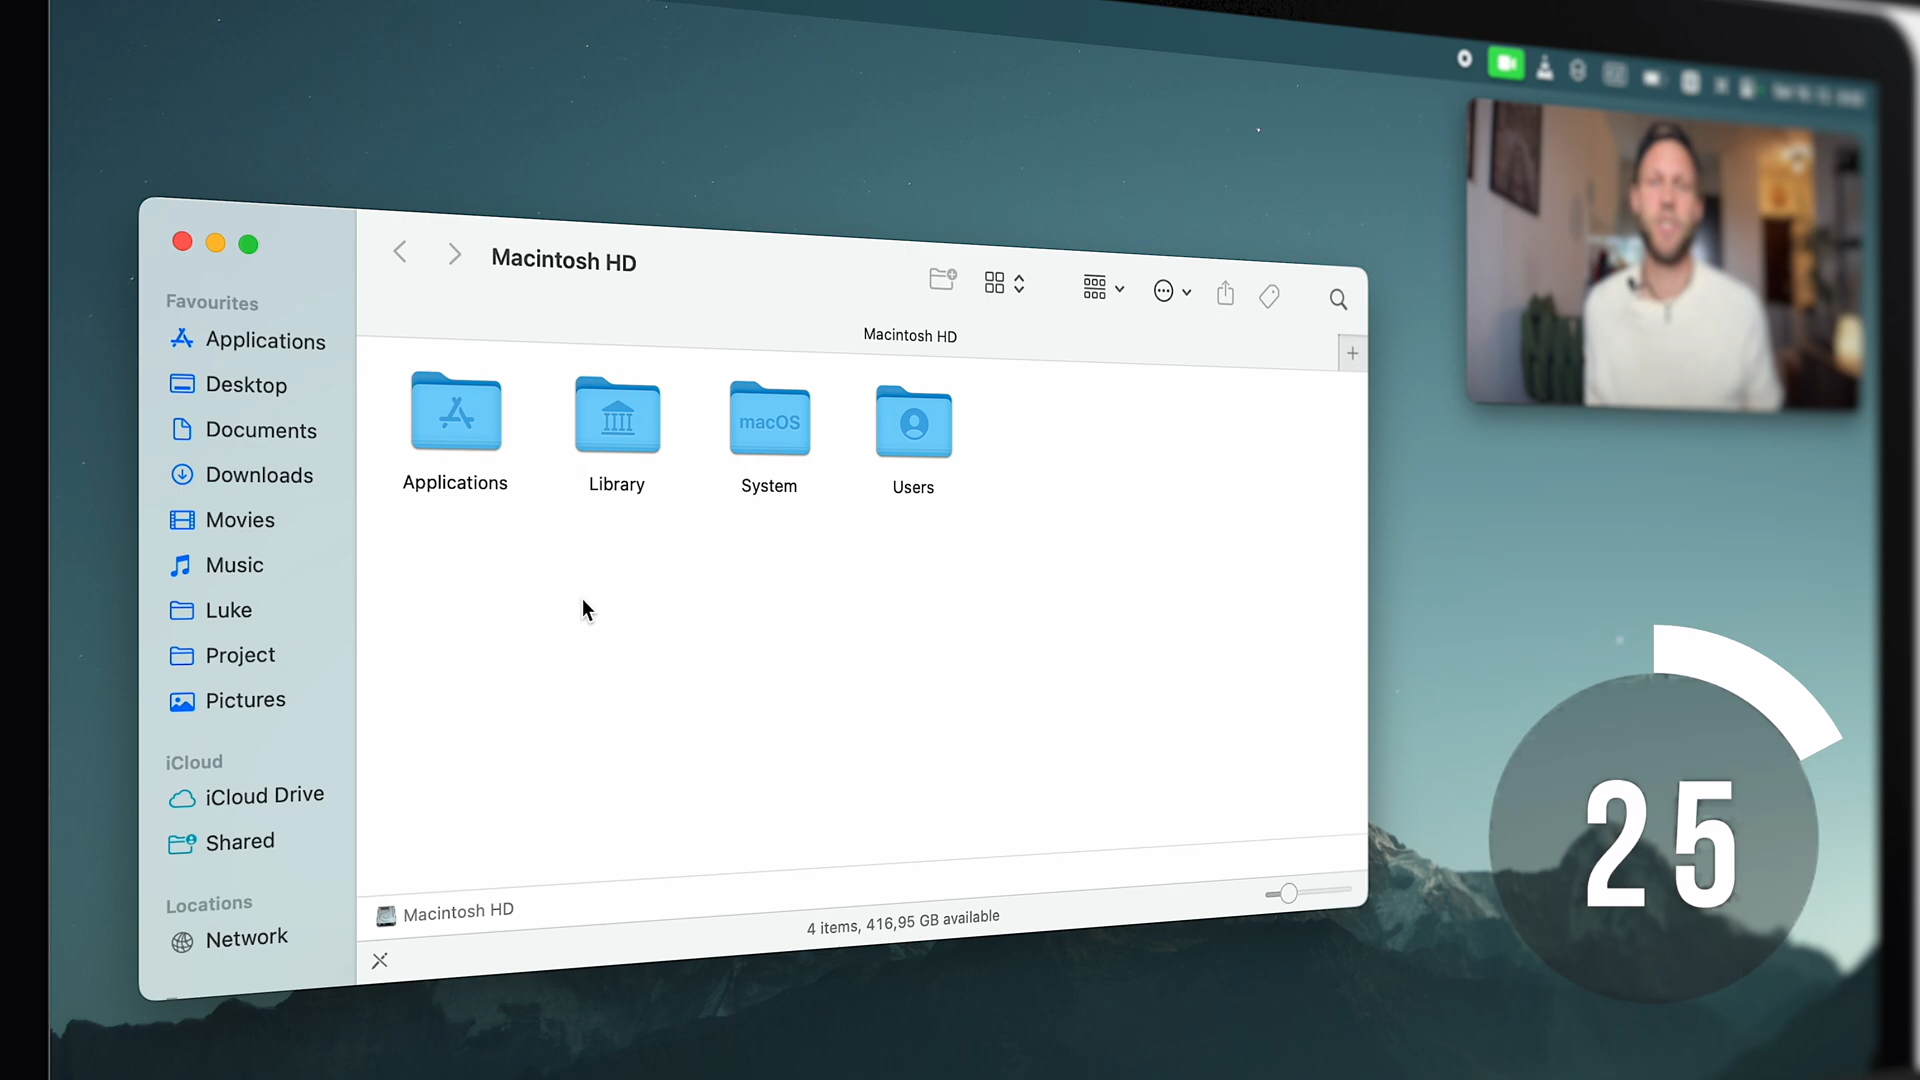 Macintosh HD
Macintosh HD
Favourites
Applications
Desktop
Documents
Downloads
Movies
Music
Luke
Project
Pictures
iCloud
iCloud Drive
Shared
Locations
Network
macOS
Applications
Library
System
Users
Macintosh HD
4 items, 416,95 GB available
25